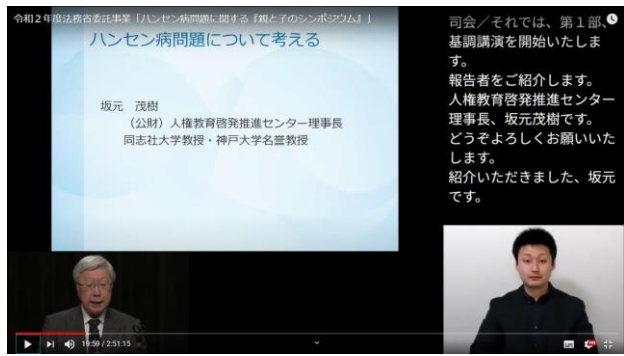 令和2年度法務省委託事業「ハンセン病問題に関する『親と子のシンポジウム』」
ハンセン病問題について考える
坂元　茂樹
（公財）人権教育啓発推進センター理事長
同志社大学教授・神戸大学名誉教授
司会／それでは、第１部、
基調講演を開始いたしま
す。
報告者をご紹介します。
人権教育啓発推進センター
理事長、坂元茂樹です。
どうぞよろしくお願いいた
します。
紹介いただきました、坂元
です。
19:59 / 2:51:15